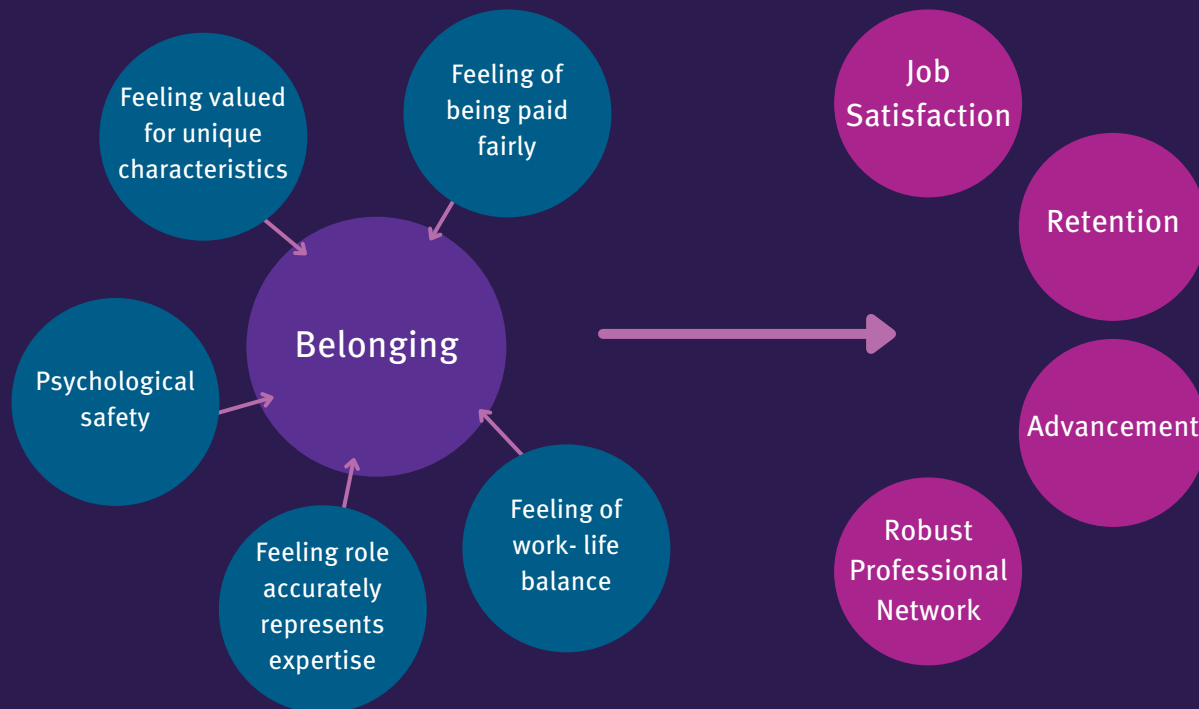 Feeling valued
for unique
characteristics
Feeling of
being paid
fairly
Belonging
Psychological
safety
Feeling role
accurately
represents
expertise
Feeling of
work- life
balance
Job
Satisfaction
Retention
Advancement
Robust
Professional
Network